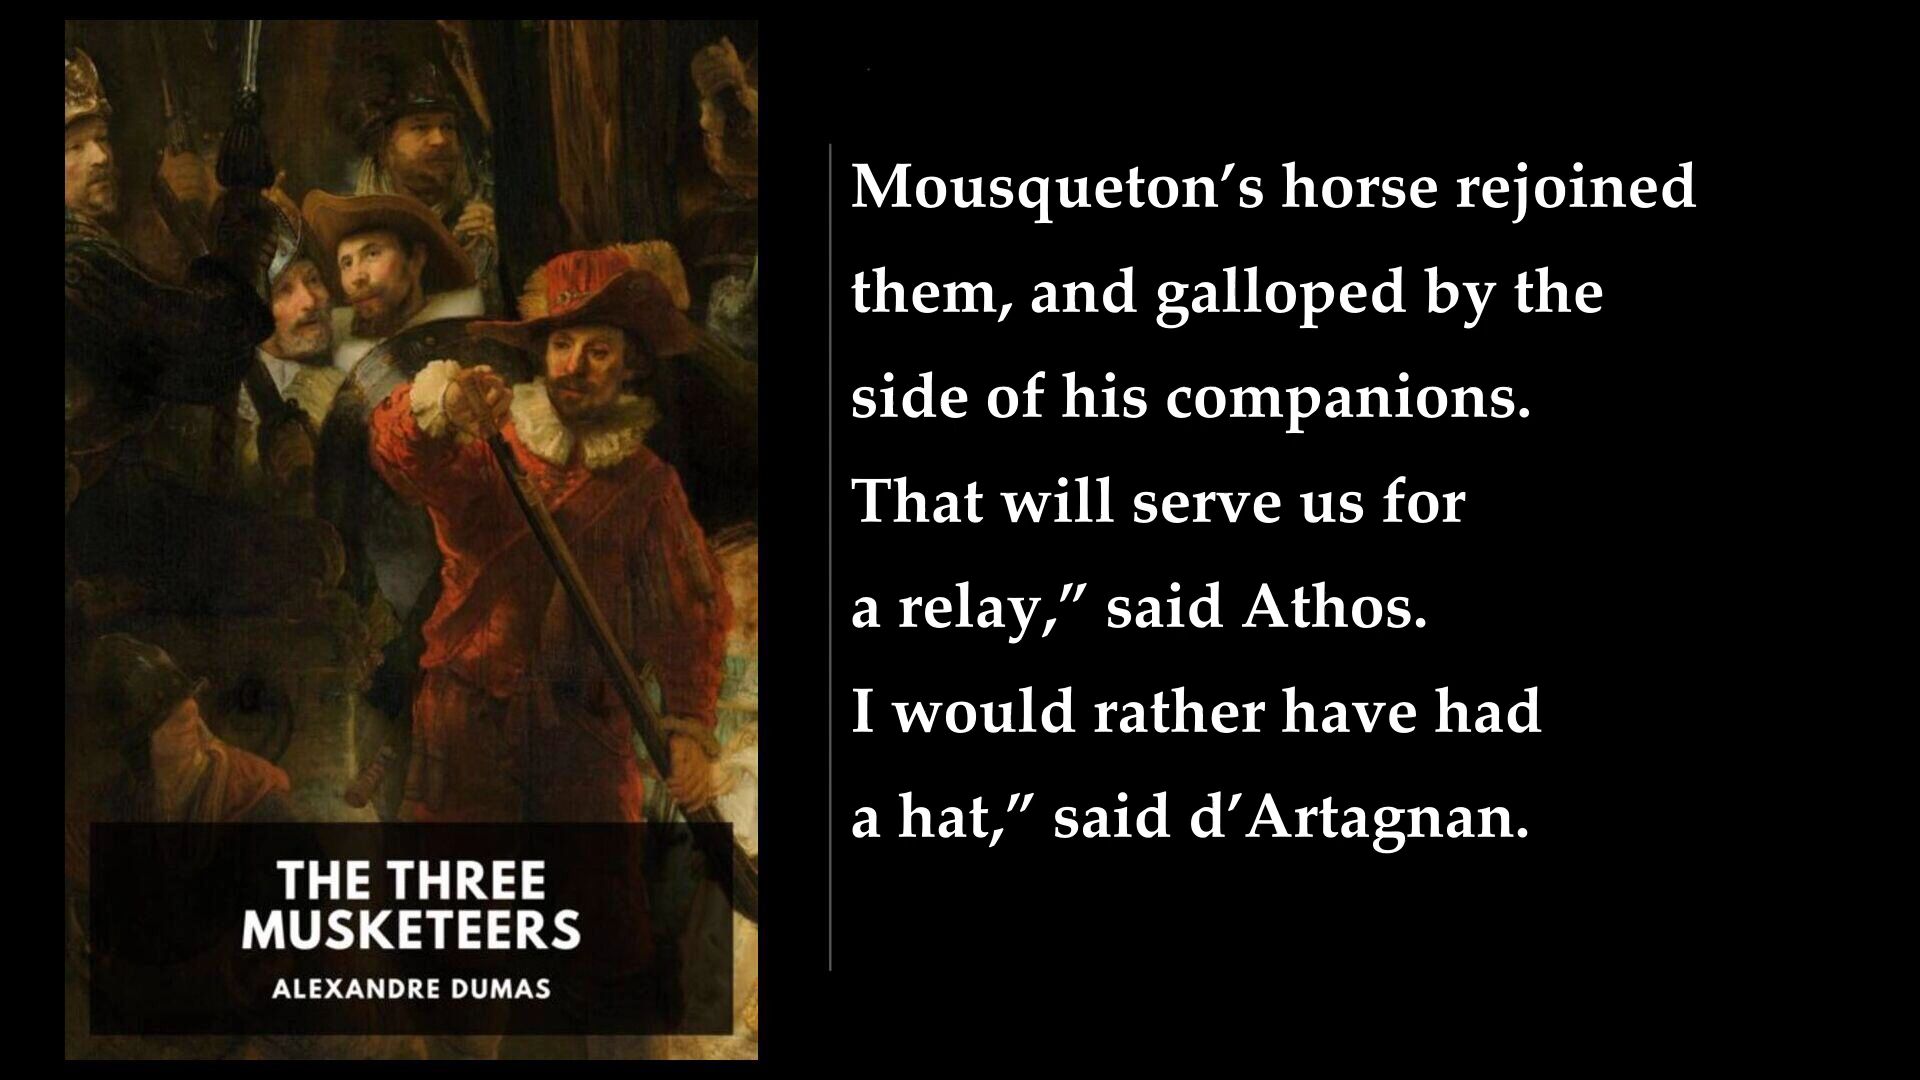 THE THREE
MUSKETEERS
ALEXANDRE DUMAS
Mousqueton’s horse rejoined
them, and galloped by the
side of his companions.
That will serve us for
a relay,” said Athos.
I would rather have had
a hat,” said d’Artagnan.